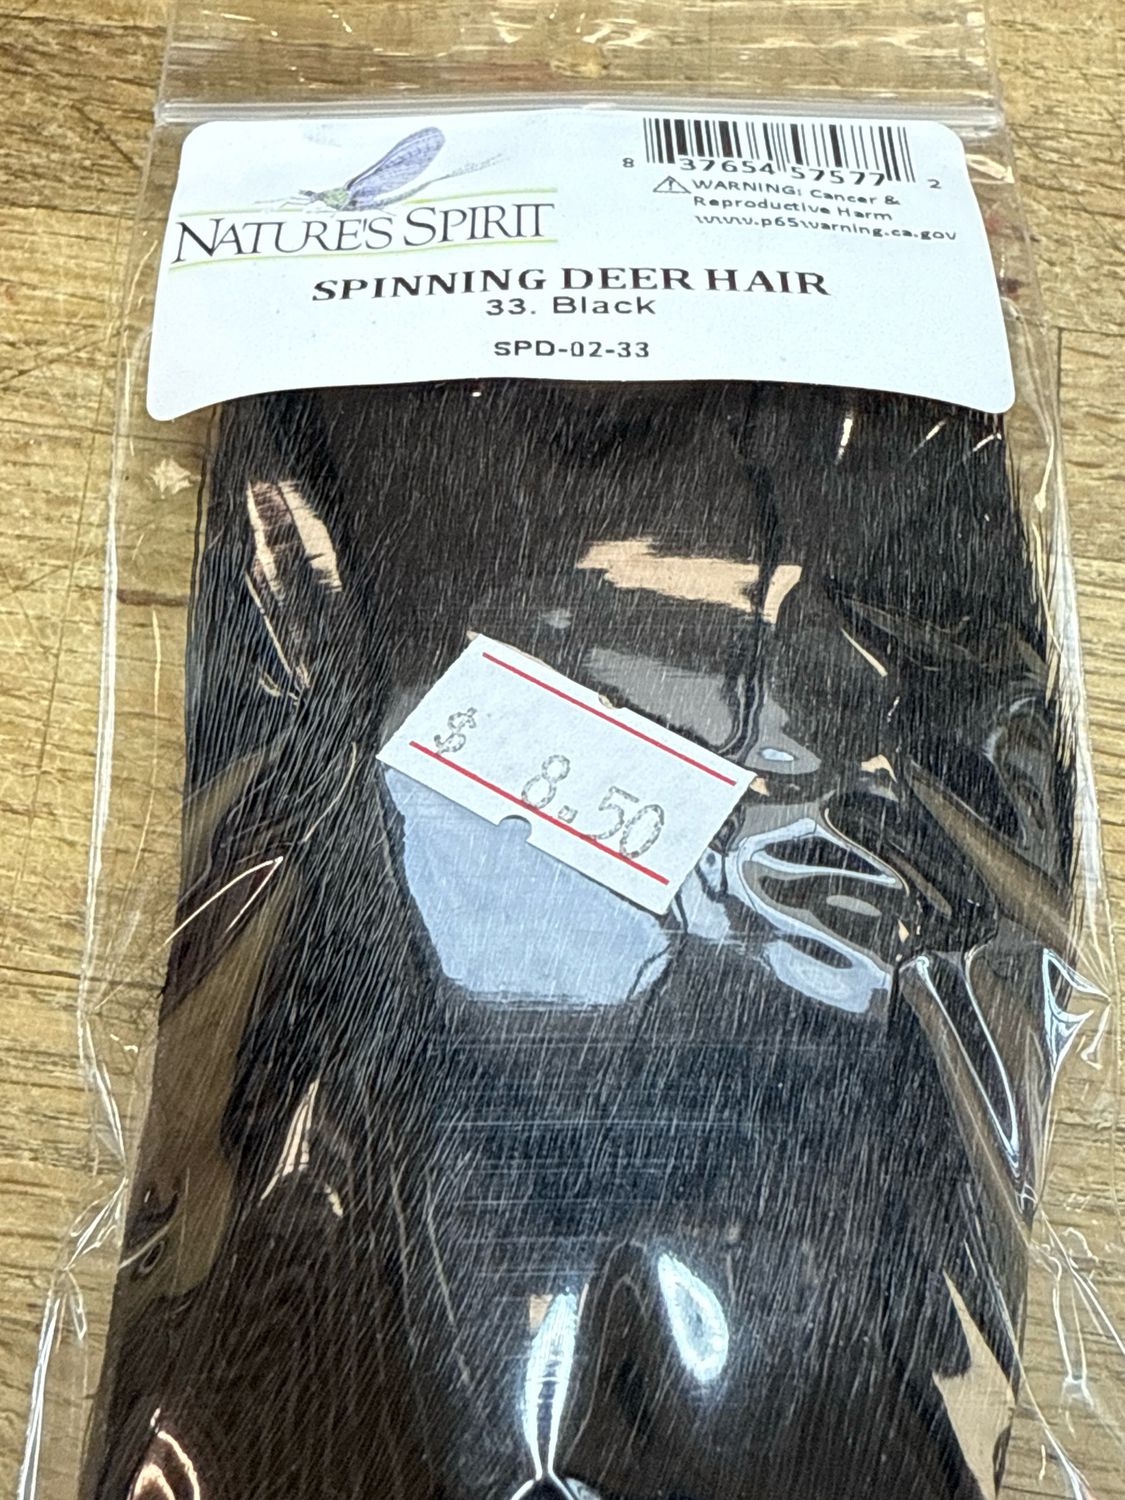 NATURE'S SPIRIT
8 37654 57577 2
WARNING: Cancer &
Reproductive Harm
www.p65warning.ca.gov
SPINNING DEER HAIR
33. Black
SPD-02-33
$ 8.50